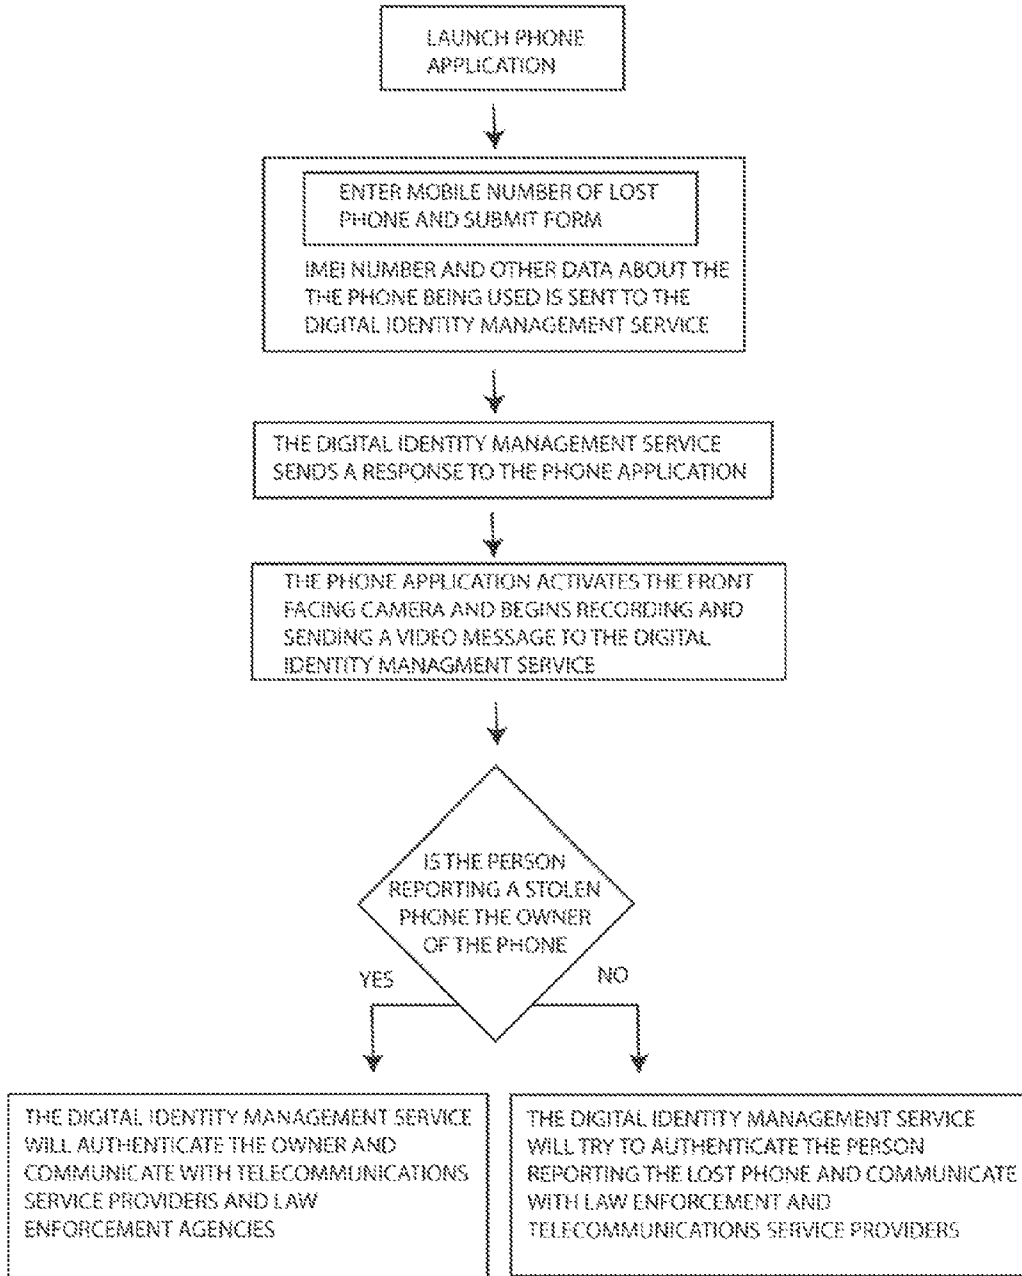 LAUNCH PHONE
APPLICATION
ENTER MOBILE NUMBER OF LOST
PHONE AND SUBMIT FORM
IMEI NUMBER AND OTHER DATA ABOUT THE
THE PHONE BEING USED IS SENT TO THE
DIGITAL IDENTITY MANAGEMENT SERVICE
THE DIGITAL IDENTITY MANAGEMENT SERVICE
SENDS A RESPONSE TO THE PHONE APPLICATION
THE PHONE APPLICATION ACTIVATES THE FRONT
FACING CAMERA AND BEGINS RECORDING AND
SENDING A VIDEO MESSAGE TO THE DIGITAL
IDENTITY MANAGMENT SERVICE
IS THE PERSON
REPORTING A STOLEN
PHONE THE OWNER
OF THE PHONE
YES
NO
THE DIGITAL IDENTITY MANAGEMENT SERVICE
WILL AUTHENTICATE THE OWNER AND
COMMUNICATE WITH TELECOMMUNICATIONS
SERVICE PROVIDERS AND LAW
ENFORCEMENT AGENCIES
THE DIGITAL IDENTITY MANAGEMENT SERVICE
WILL TRY TO AUTHENTICATE THE PERSON
REPORTING THE LOST PHONE AND COMMUNICATE
WITH LAW ENFORCEMENT AND
TELECOMMUNICATIONS SERVICE PROVIDERS